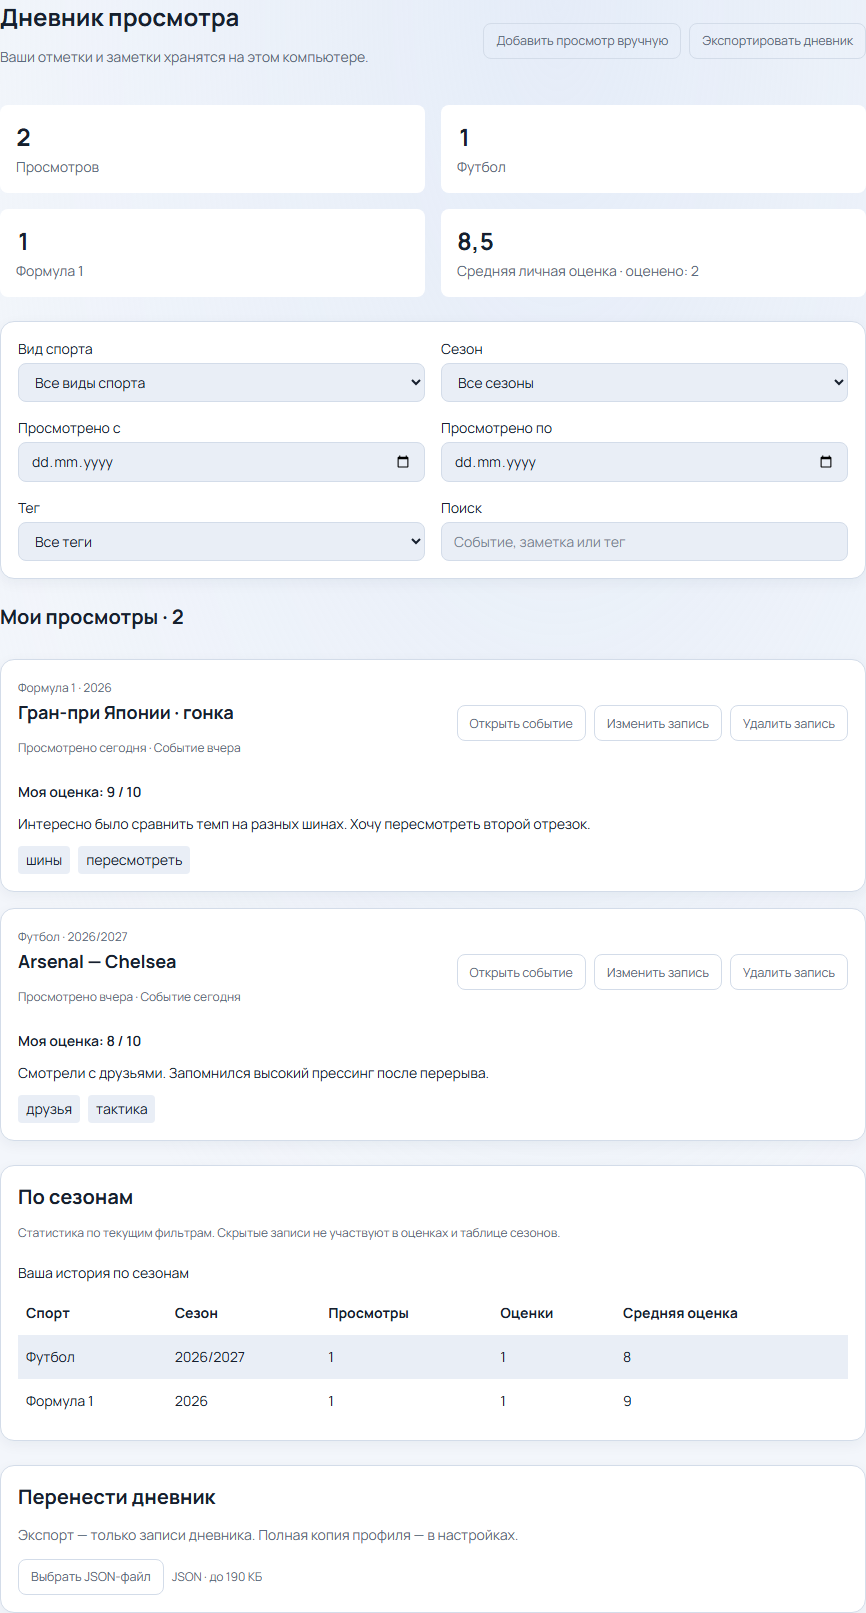 Дневник просмотра
Ваши отметки и заметки хранятся на этом компьютере.
Добавить просмотр вручную
Экспортировать дневник
2
Просмотров
1
Футбол
1
Формула 1
8,5
Средняя личная оценка · оценено: 2
Вид спорта
Все виды спорта
Сезон
Все сезоны
Просмотрено с
dd.mm.yyyy
Просмотрено по
dd.mm.yyyy
Тег
Все теги
Поиск
Событие, заметка или тег
Мои просмотры · 2
Формула 1 · 2026
Гран-при Японии · гонка
Просмотрено сегодня · Событие вчера
Открыть событие
Изменить запись
Удалить запись
Моя оценка: 9 / 10
Интересно было сравнить темп на разных шинах. Хочу пересмотреть второй отрезок.
шины
пересмотреть
Футбол · 2026/2027
Arsenal — Chelsea
Просмотрено вчера · Событие сегодня
Открыть событие
Изменить запись
Удалить запись
Моя оценка: 8 / 10
Смотрели с друзьями. Запомнился высокий прессинг после перерыва.
друзья
тактика
По сезонам
Статистика по текущим фильтрам. Скрытые записи не участвуют в оценках и таблице сезонов.
Ваша история по сезонам
Спорт Сезон Просмотры Оценки Средняя оценка
Футбол 2026/2027 1 1 8
Формула 1 2026 1 1 9
Перенести дневник
Экспорт — только записи дневника. Полная копия профиля — в настройках.
Выбрать JSON-файл
JSON · до 190 КБ